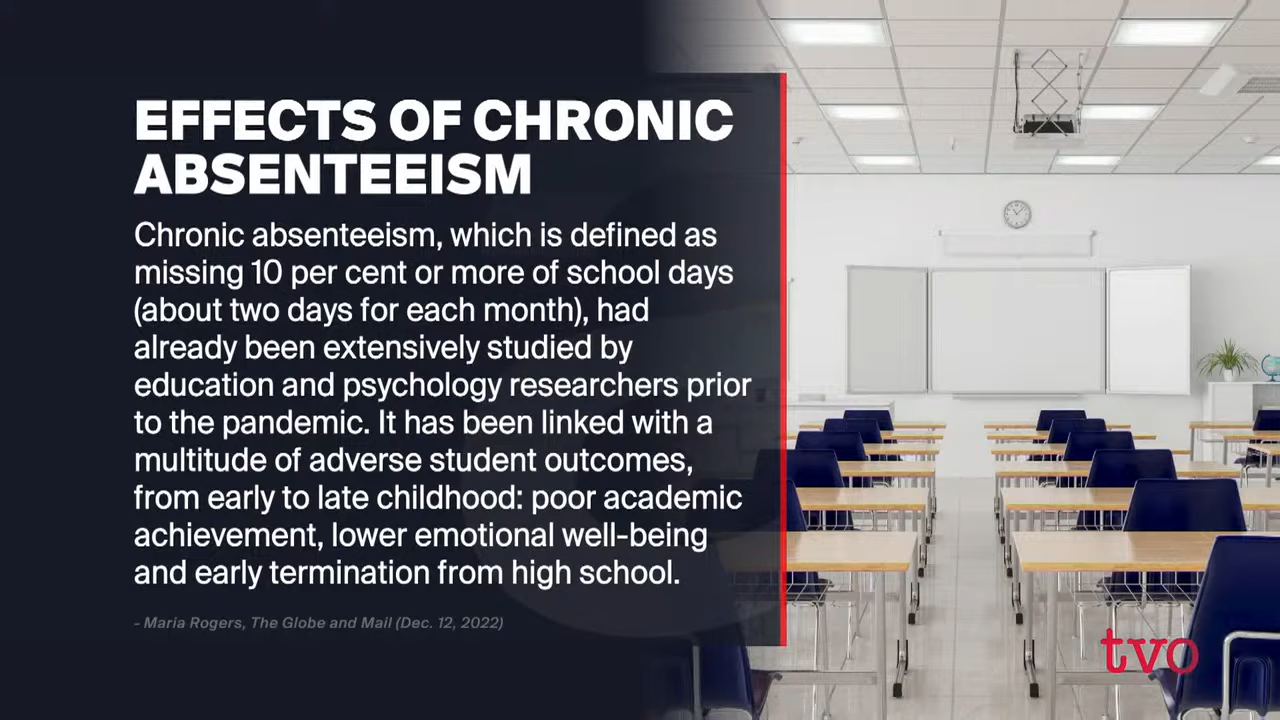 EFFECTS OF CHRONIC
ABSENTEEISM
Chronic absenteeism, which is defined as
missing 10 per cent or more of school days
(about two days for each month), had
already been extensively studied by
education and psychology researchers prior
to the pandemic. It has been linked with a
multitude of adverse student outcomes,
from early to late childhood: poor academic
achievement, lower emotional well-being
and early termination from high school.
- Maria Rogers, The Globe and Mail (Dec. 12, 2022)
tvo